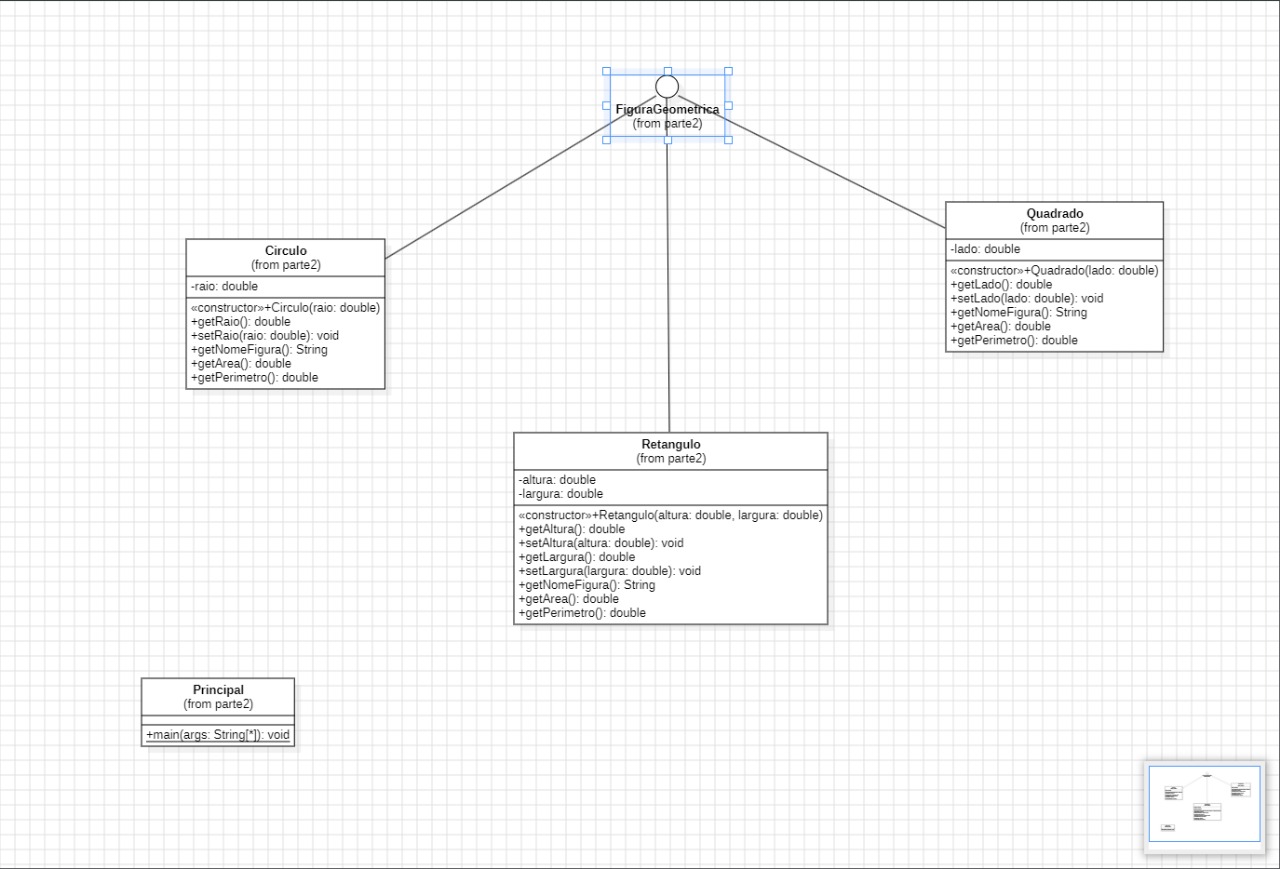 FiguraGeometrica
(from parte2)
Quadrado
(from parte2)
-lado: double
«constructor»+Quadrado(lado: double)
+getLado(): double
+setLado(lado: double): void
+getNomeFigura(): String
+getArea(): double
+getPerimetro(): double
Circulo
(from parte2)
-raio: double
«constructor»+Circulo(raio: double)
+getRaio(): double
+setRaio(raio: double): void
+getNomeFigura(): String
+getArea(): double
+getPerimetro(): double
Retangulo
(from parte2)
-altura: double
-largura: double
«constructor»+Retangulo(altura: double, largura: double)
+getAltura(): double
+setAltura(altura: double): void
+getLargura(): double
+setLargura(largura: double): void
+getNomeFigura(): String
+getArea(): double
+getPerimetro(): double
Principal
(from parte2)
+main(args: String[*]): void